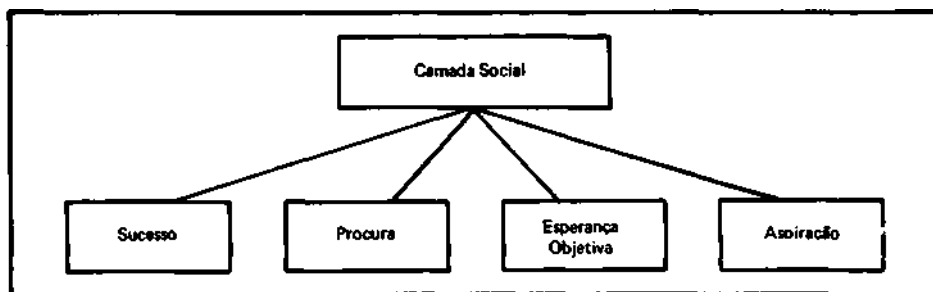 Camada Social
Sucesso
Procura
Esperança
Objetiva
Aspiração